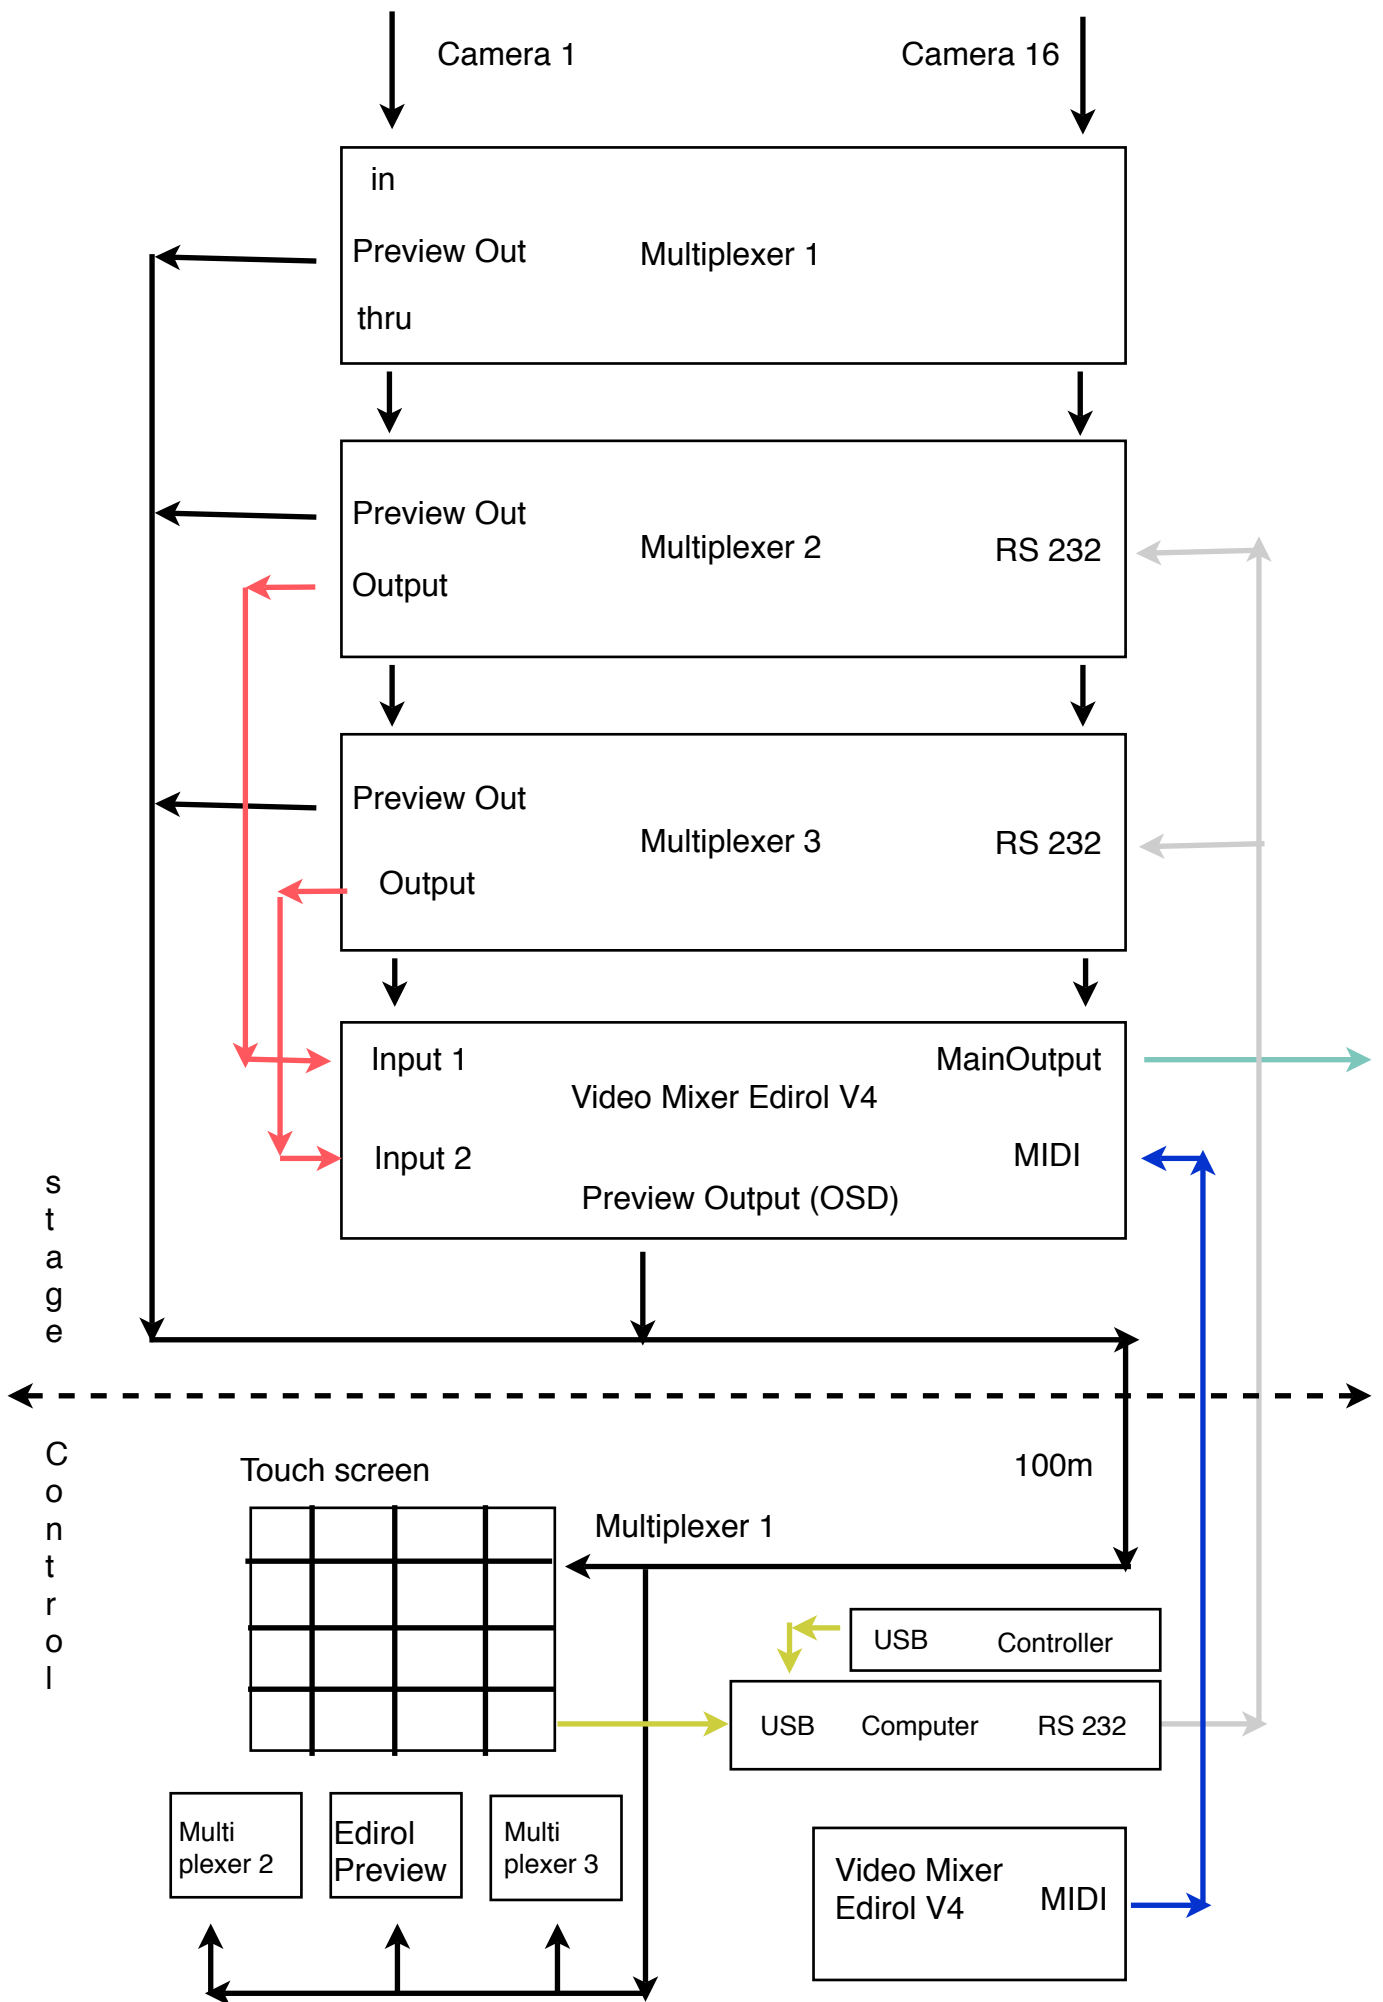 Camera 1
Camera 16
in
Preview Out
Multiplexer 1
thru
Preview Out
Multiplexer 2
RS 232
Output
Preview Out
Multiplexer 3
RS 232
Output
Input 1
MainOutput
Video Mixer Edirol V4
Input 2
MIDI
Preview Output (OSD)
stage
Control
Touch screen
100m
Multiplexer 1
USB
Controller
USB
Computer
RS 232
Multi
plexer 2
Edirol
Preview
Multi
plexer 3
Video Mixer
Edirol V4
MIDI